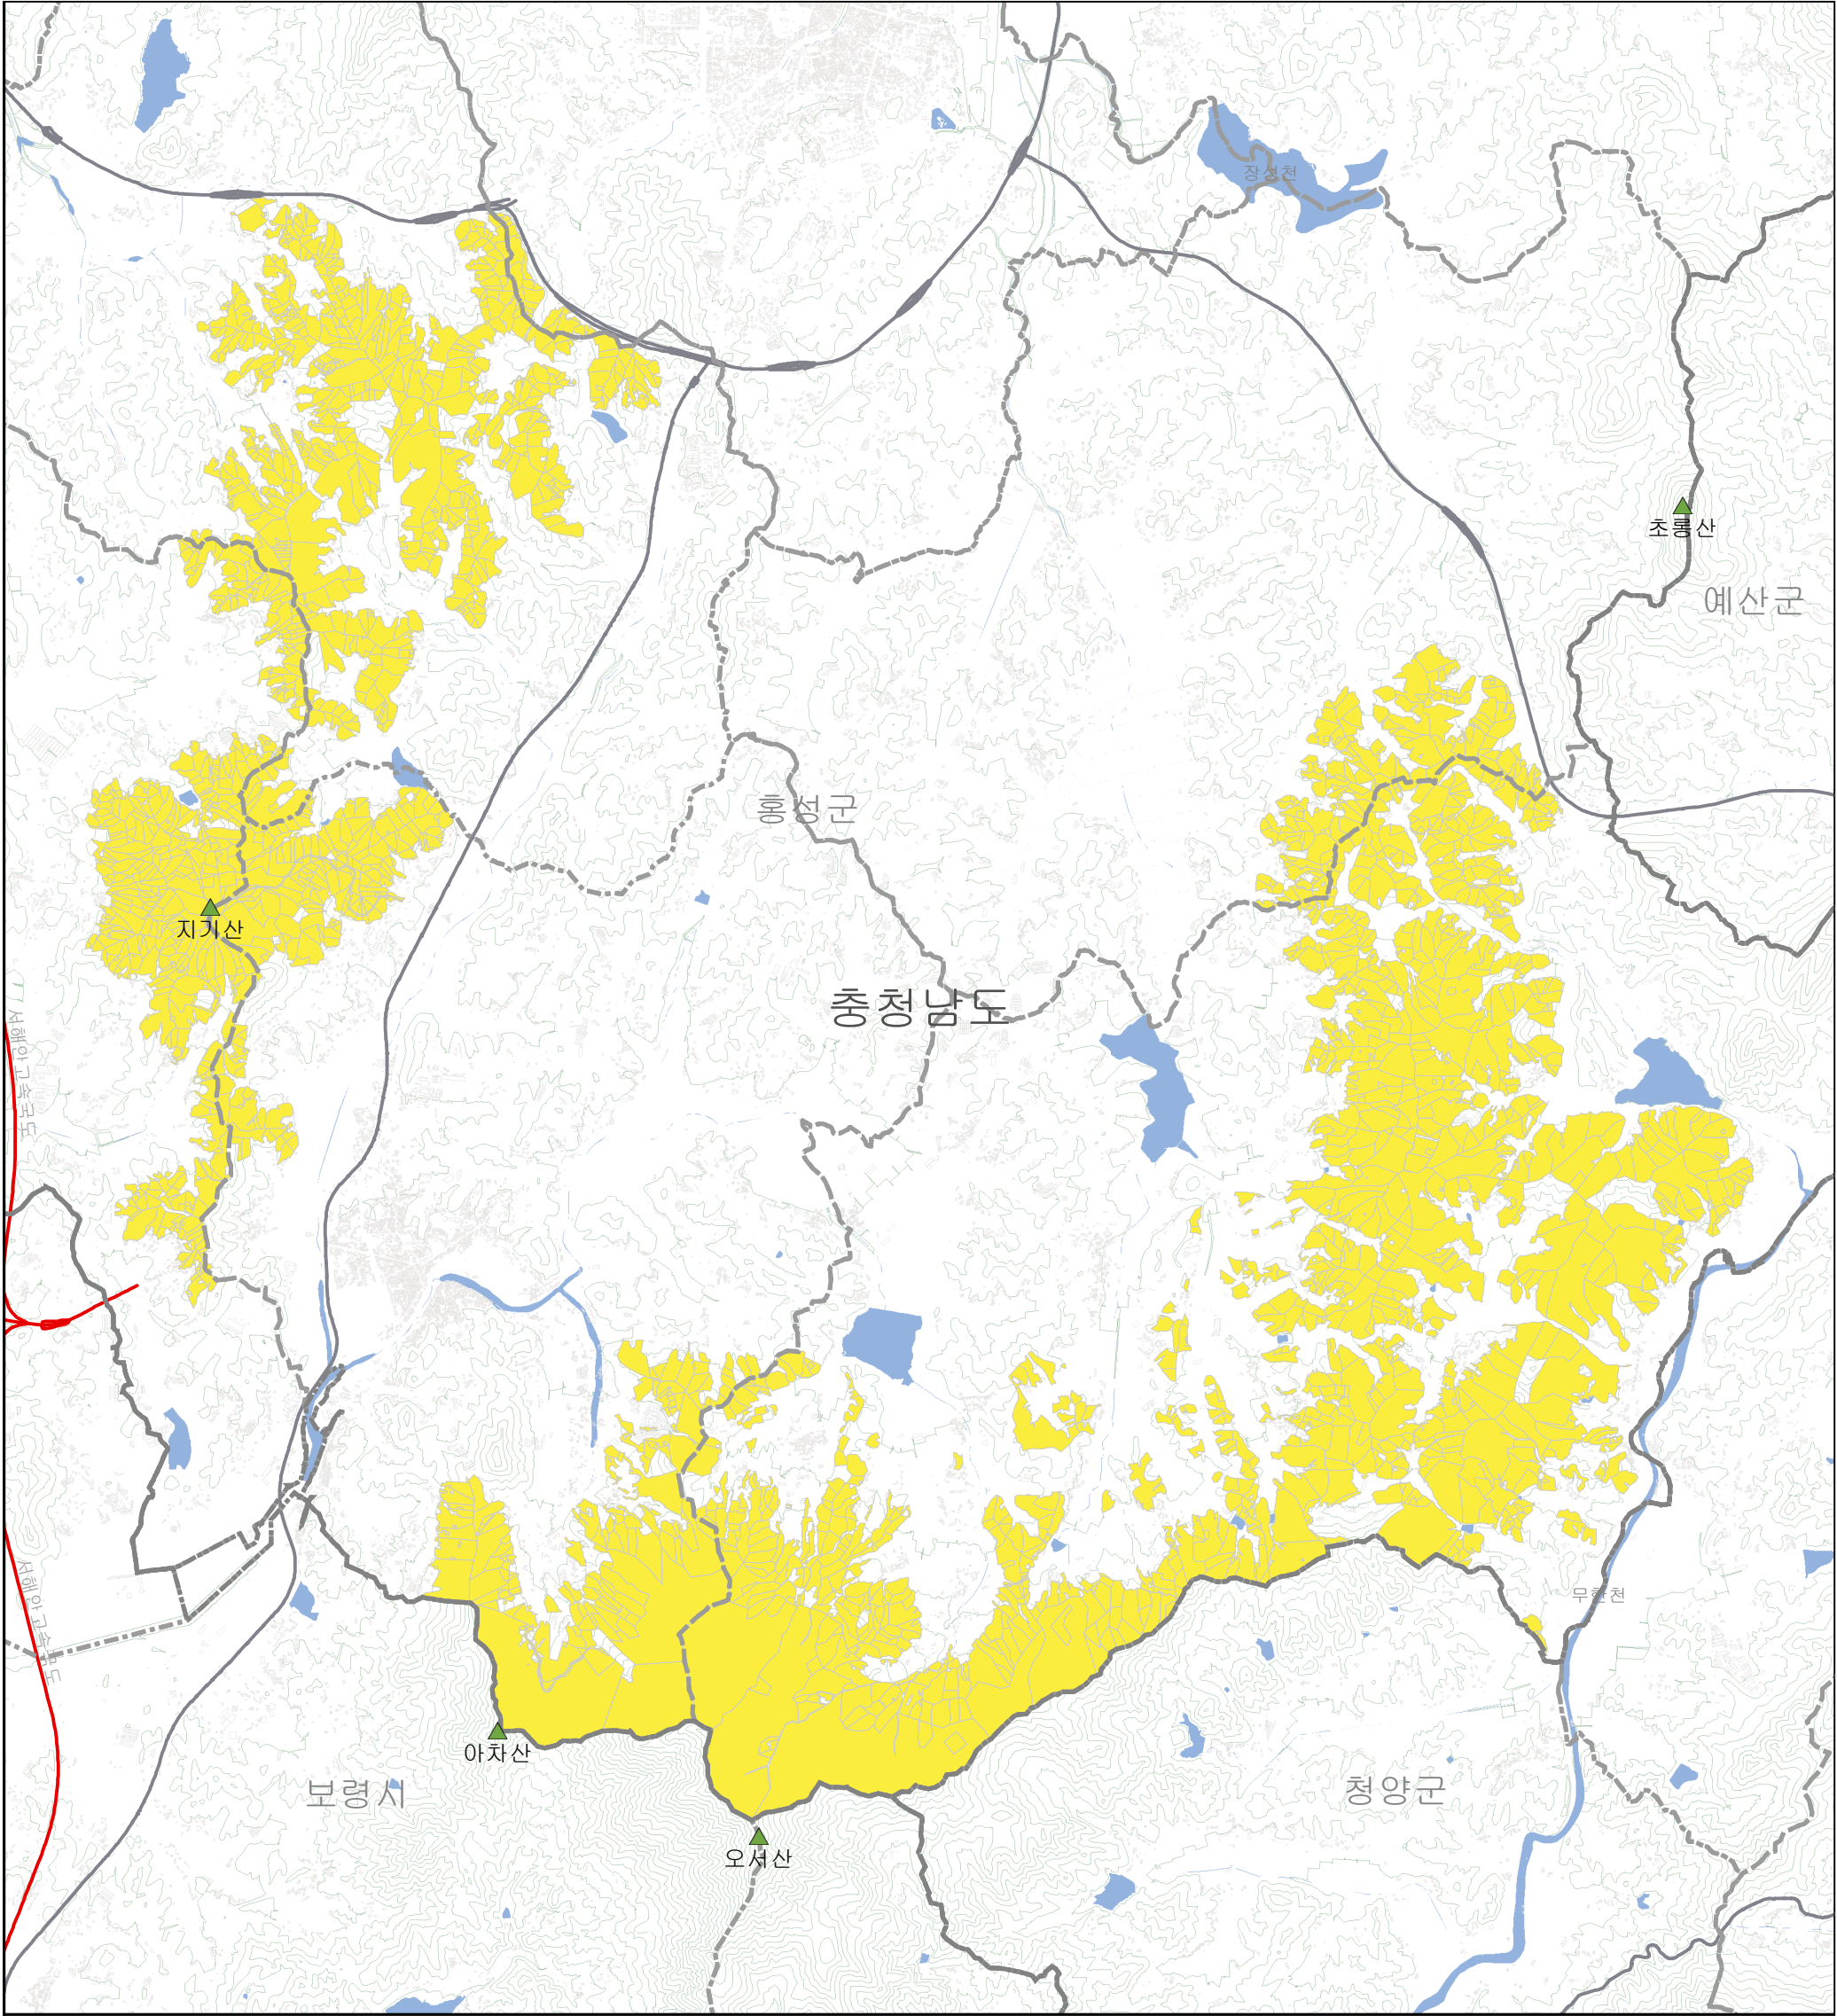 장성천
초롱산
예산군
홍성군
지기산
충청남도
서해안고속국도
서해안고속국도
무한천
아차산
보령시
청양군
오서산